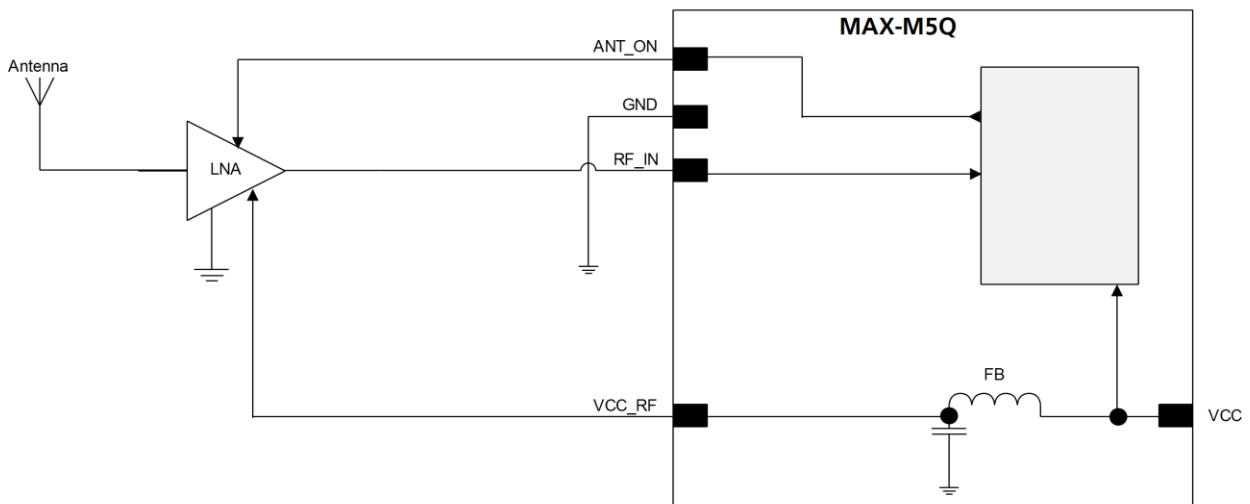 MAX-M5Q
ANT_ON
Antenna
GND
RF_IN
LNA
FB
VCC_RF
VCC